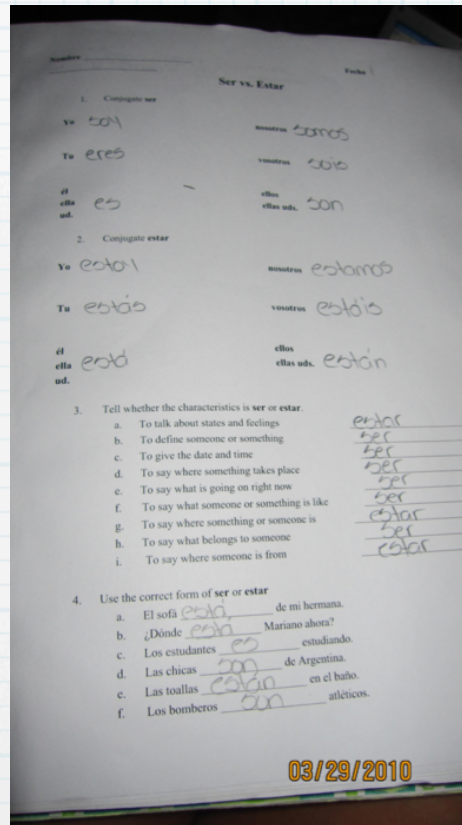 Nombre ____________________
Fecha
____________________
Ser vs. Estar
1. Conjugate ser
Yo soy nosotros somos
Tu eres vosotros sois
él
ella es
ud.
ellos
ellas uds. son
2. Conjugate estar
Yo estoy nosotros estamos
Tu estás vosotros estáis
él
ella está
ud.
ellos
ellas uds. están
3. Tell whether the characteristics is ser or estar.
a. To talk about states and feelings estar
b. To define someone or something ser
c. To give the date and time ser
d. To say where something takes place ser
e. To say what is going on right now ser
f. To say what someone or something is like ser
g. To say where something or someone is estar
h. To say what belongs to someone ser
i. To say where someone is from estar
4. Use the correct form of ser or estar
a. El sofá está de mi hermana.
b. ¿Dónde está Mariano ahora?
c. Los estudantes es estudiando.
d. Las chicas son de Argentina.
e. Las toallas están en el baño.
f. Los bomberos son atléticos.
03/29/2010